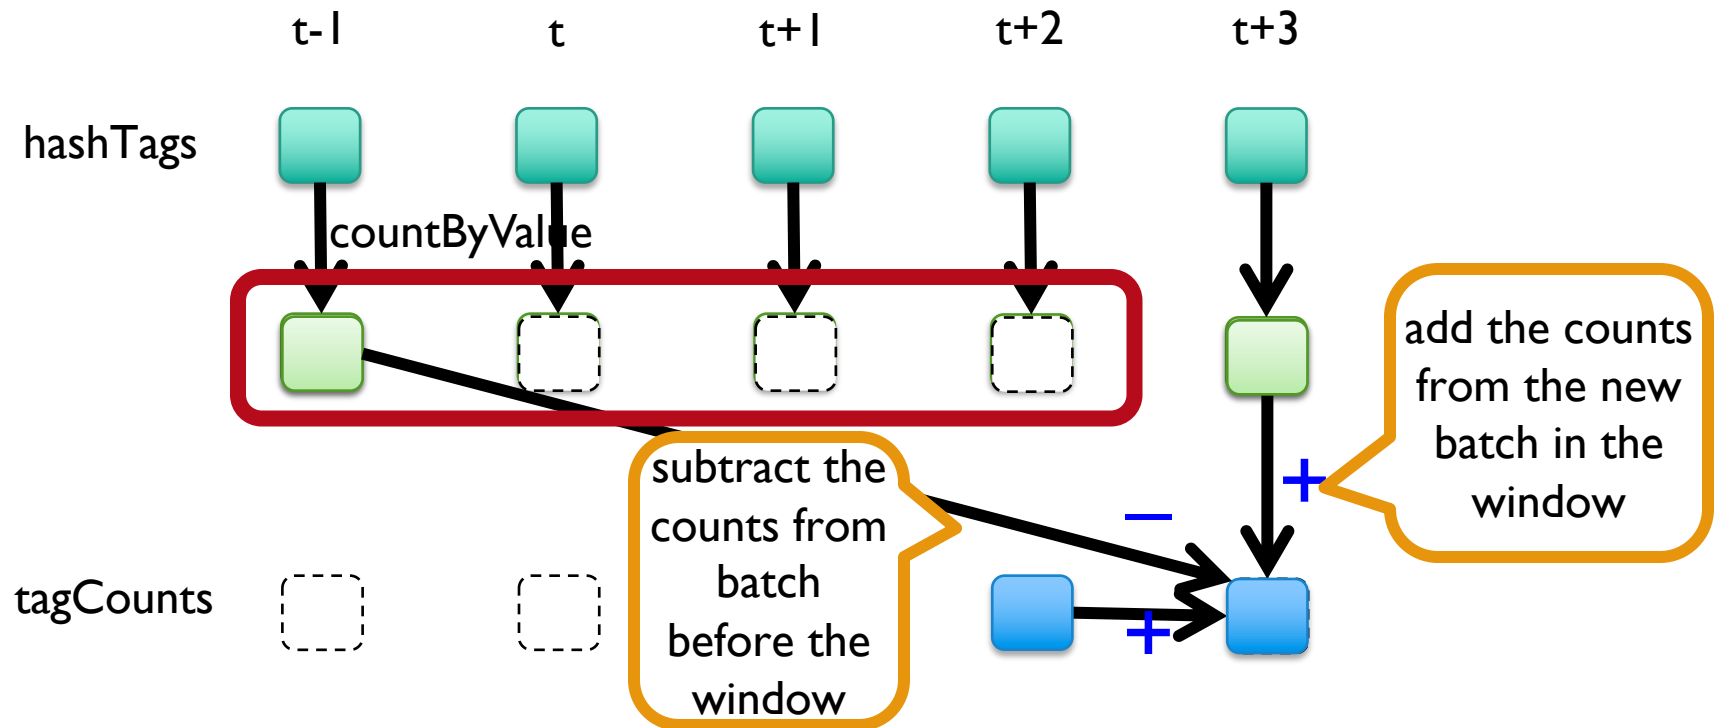 t-1 t t+1 t+2 t+3
hashTags
countByValue
add the counts
from the new
batch in the
window
+
subtract the
counts from
batch
before the
window
−
+
tagCounts